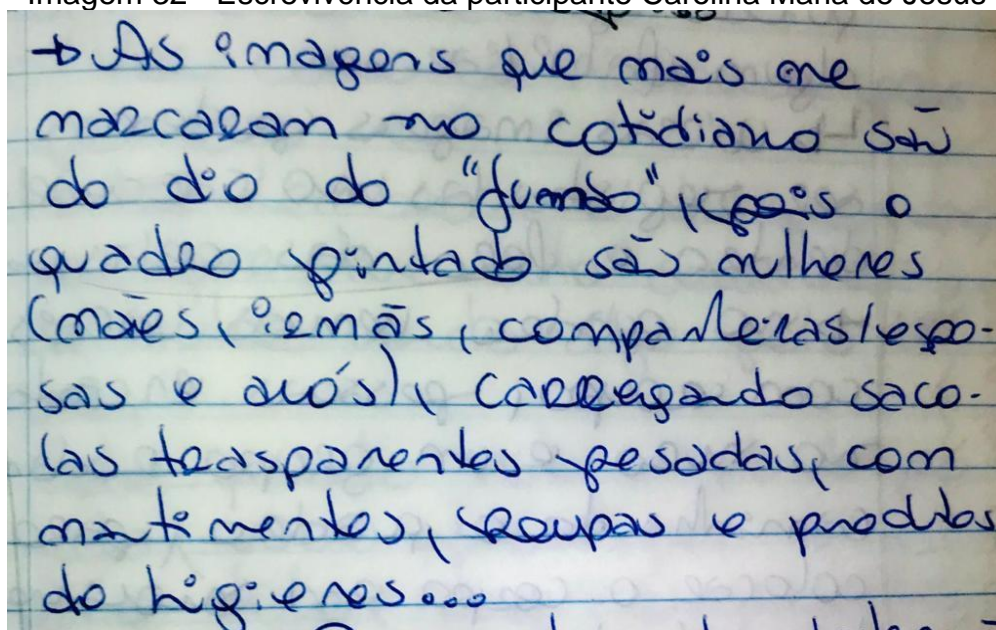 Imagem 32 - Escrevivência da participante Carolina Maria de Jesus
→ As imagens que mais me
marcaram no cotidiano são
do dia do "jumbo", pois o
quadro pintado são mulheres
(mães, irmãs, companheiras/espo-
sas e avós), carregando saco-
las trasparentes pesadas, com
mantimentos, roupas e produtos
de higienes...